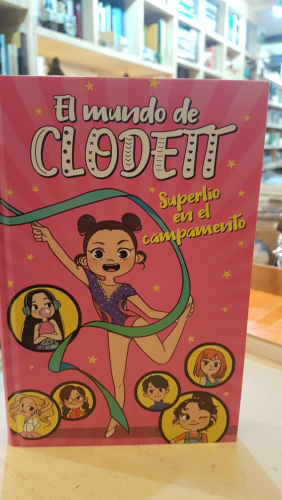 El mundo de
CLODETT
Superlío
en el
campamento